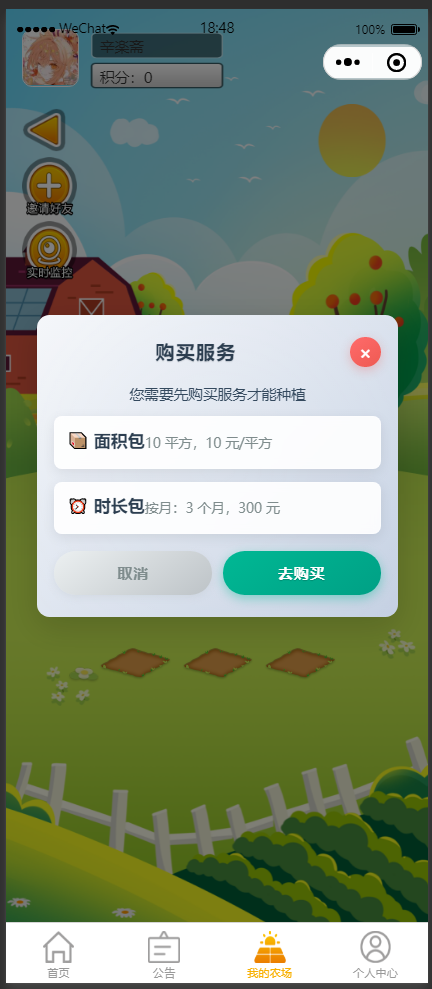 WeChat 18:48 100%
辛楽斋
积分：0
邀请好友
实时监控
购买服务
×
您需要先购买服务才能种植
面积包10 平方，10 元/平方
时长包按月：3 个月，300 元
取消 去购买
首页 公告 我的农场 个人中心